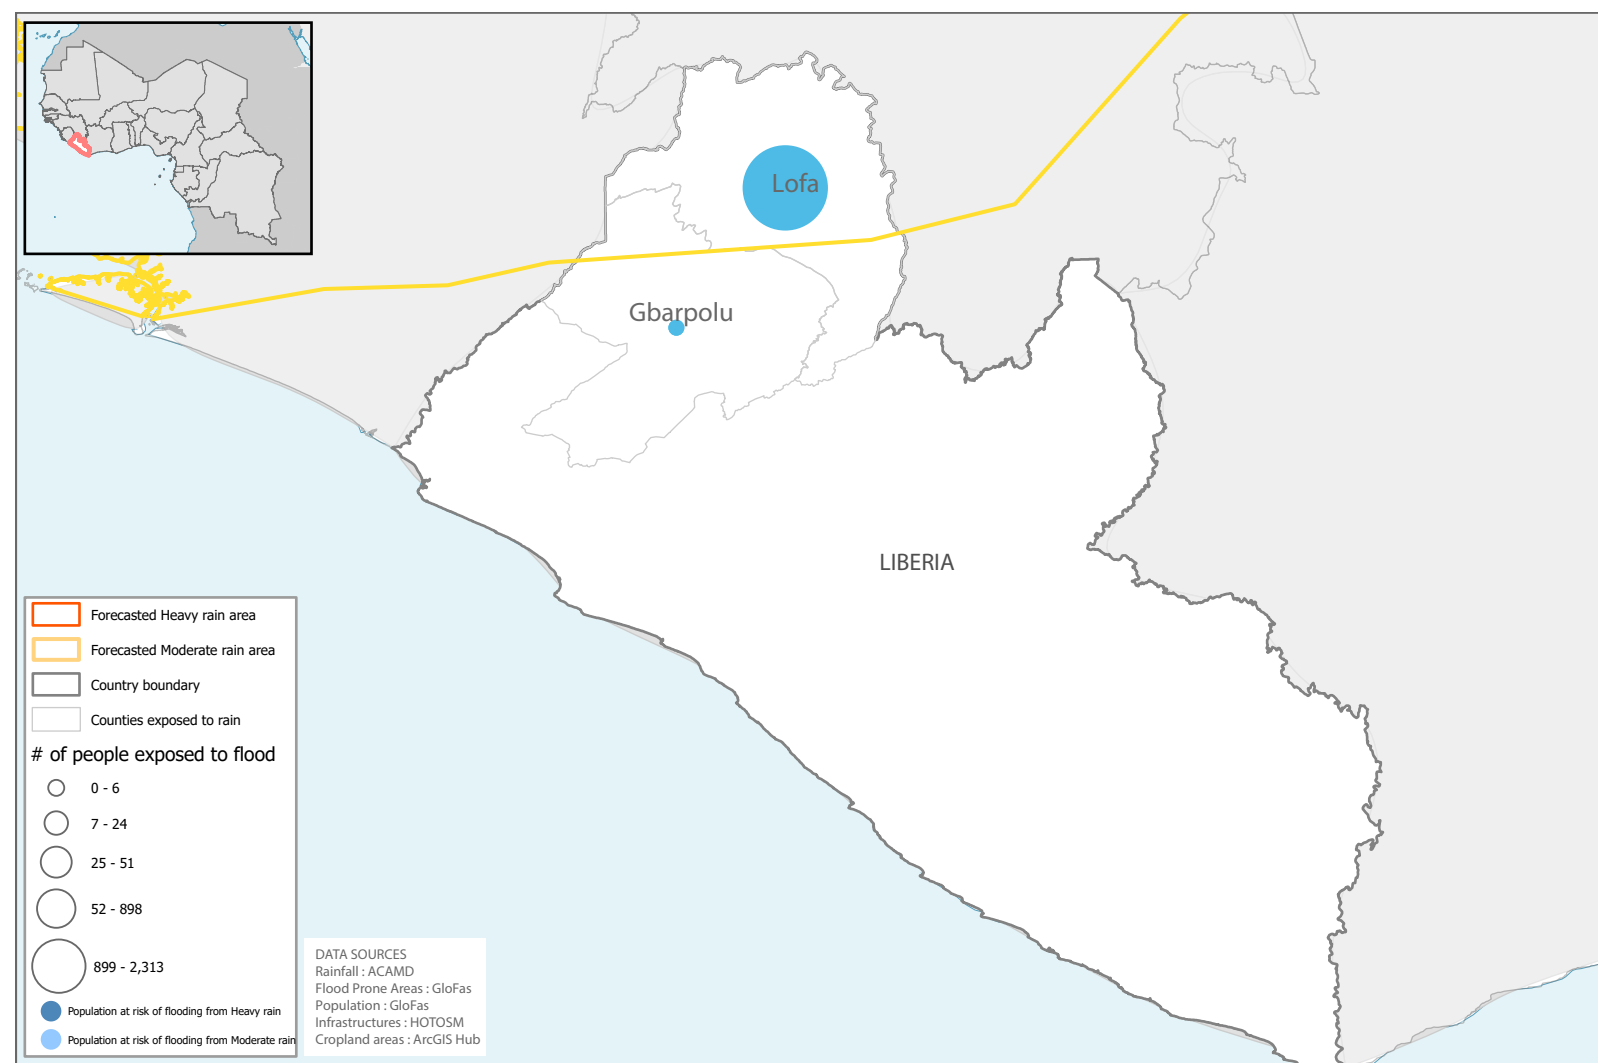 Lofa
Gbarpolu
LIBERIA
Forecasted Heavy rain area
Forecasted Moderate rain area
Country boundary
Counties exposed to rain
# of people exposed to flood
0 - 6
7 - 24
25 - 51
52 - 898
899 - 2,313
Population at risk of flooding from Heavy rain
Population at risk of flooding from Moderate rain
DATA SOURCES
Rainfall : ACAMD
Flood Prone Areas : GloFas
Population : GloFas
Infrastructures : HOTOSM
Cropland areas : ArcGIS Hub